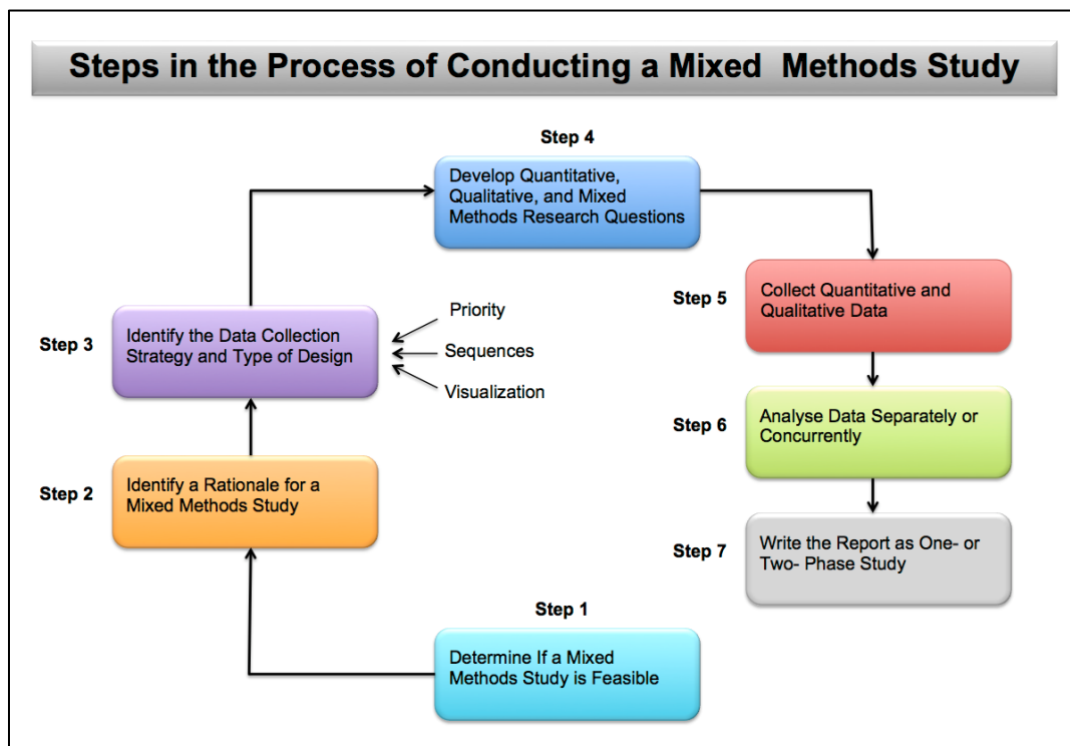 Steps in the Process of Conducting a Mixed Methods Study
Step 4
Develop Quantitative,
Qualitative, and Mixed
Methods Research Questions
Step 5
Collect Quantitative and
Qualitative Data
Step 3
Identify the Data Collection
Strategy and Type of Design
Priority
Sequences
Visualization
Step 6
Analyse Data Separately or
Concurrently
Step 2
Identify a Rationale for a
Mixed Methods Study
Step 7
Write the Report as One- or
Two- Phase Study
Step 1
Determine If a Mixed
Methods Study is Feasible